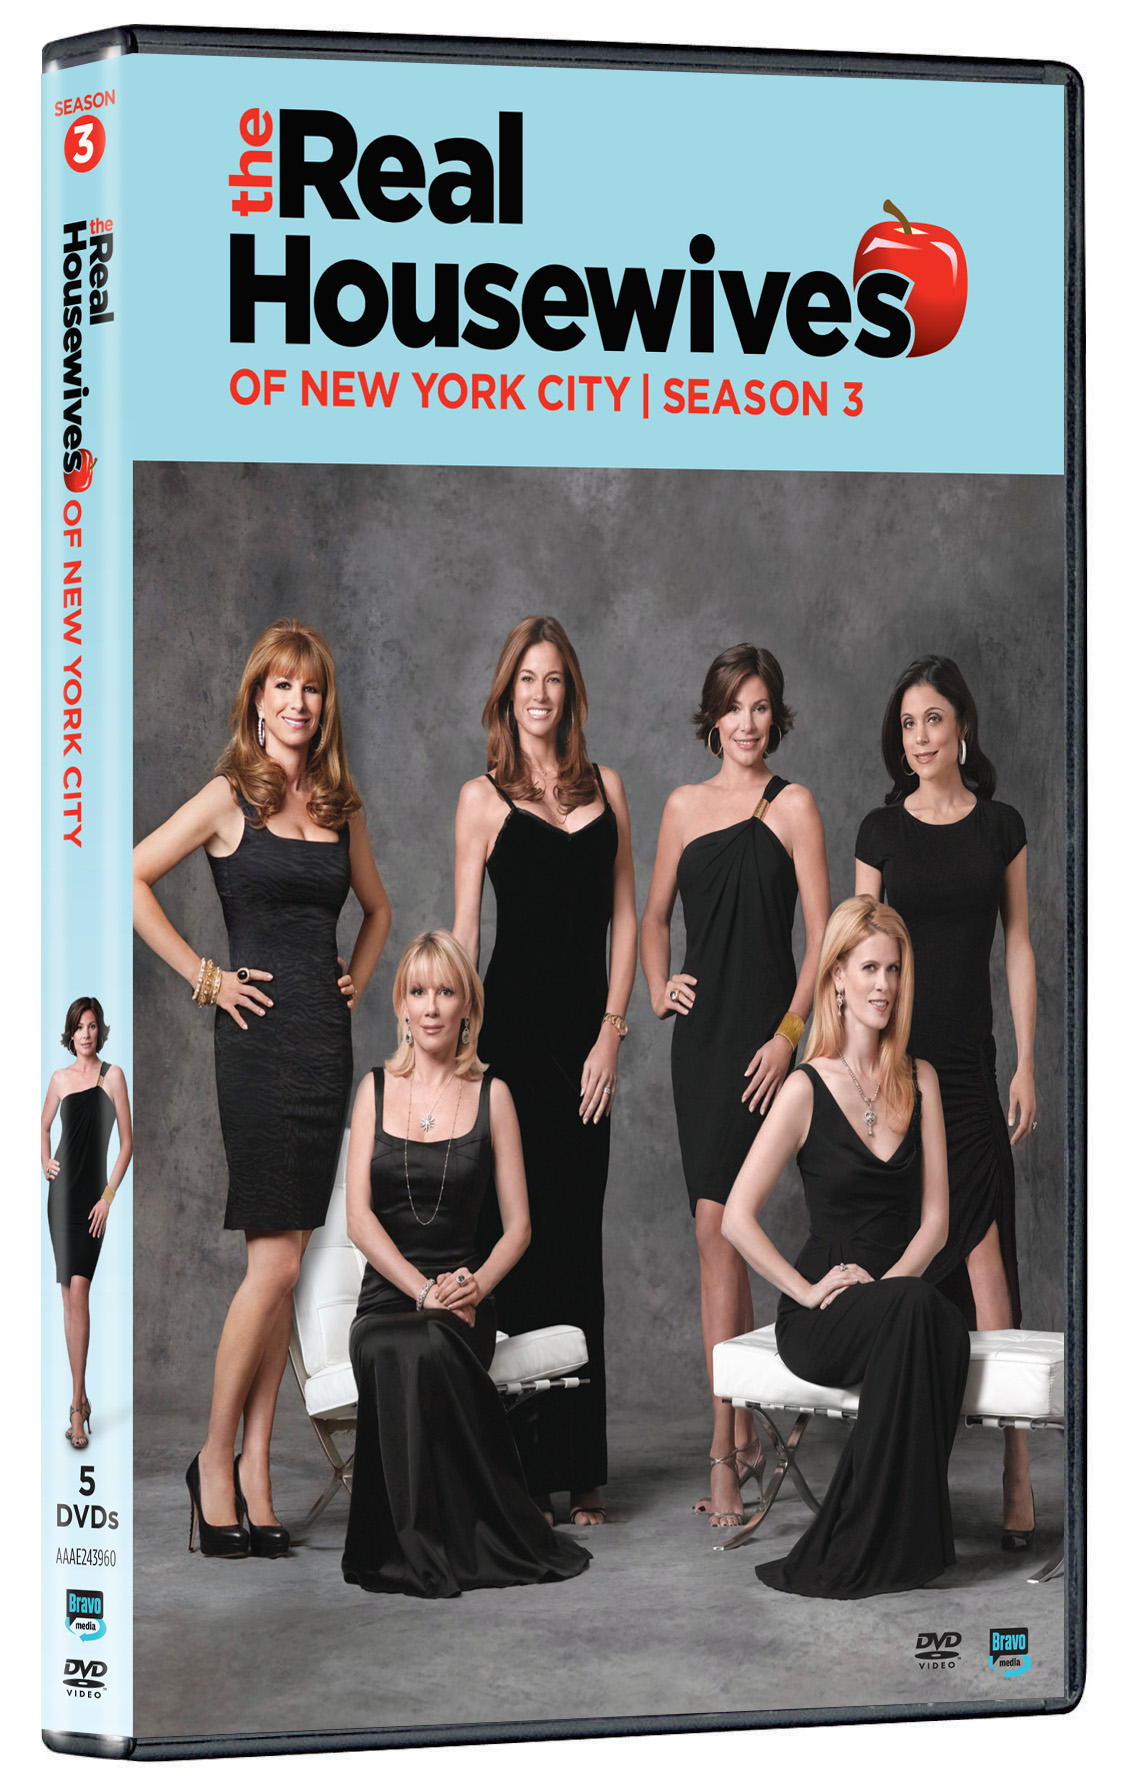 SEASON
3
the Real
Housewives
OF NEW YORK CITY
5
DVDs
AAAE243960
Bravo
media
DVD
VIDEO
the Real
Housewives
OF NEW YORK CITY | SEASON 3
DVD
VIDEO
Bravo
media